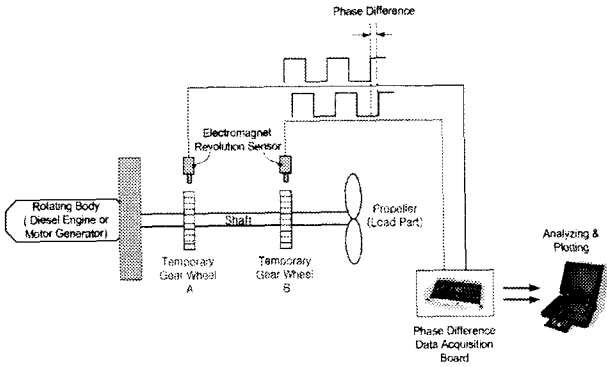 Phase Difference
Electromagnet
Revolution Sensor
Rotating Body
( Diesel Engine or
Motor Generator)
Shaft
Propeller
(Load Part)
Temporary
Gear Wheel
A
Temporary
Gear Wheel
B
Analyzing &
Plotting
Phase Difference
Data Acquisition
Board